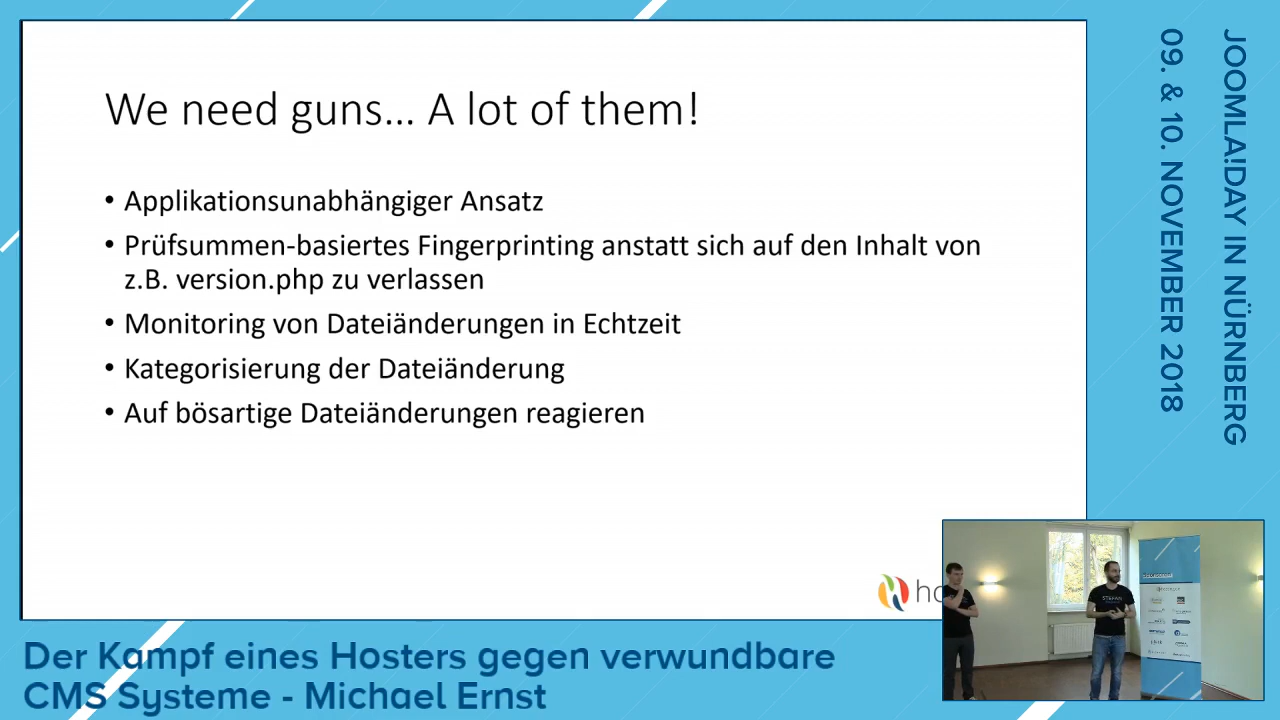 We need guns... A lot of them!
• Applikationsunabhängiger Ansatz
• Prüfsummen-basiertes Fingerprinting anstatt sich auf den Inhalt von
z.B. version.php zu verlassen
• Monitoring von Dateiänderungen in Echtzeit
• Kategorisierung der Dateiänderung
• Auf bösartige Dateiänderungen reagieren
JOOMLA!DAY IN NÜRNBERG
09. & 10. NOVEMBER 2018
STEFAN
Der Kampf eines Hosters gegen verwundbare
CMS Systeme - Michael Ernst